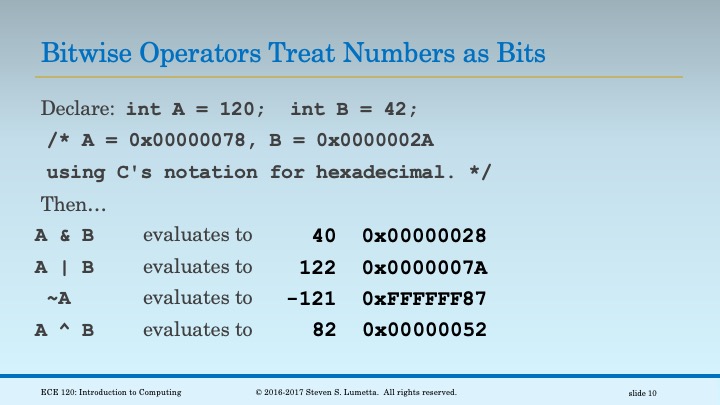 Bitwise Operators Treat Numbers as Bits
Declare: int A = 120; int B = 42;
/* A = 0x00000078, B = 0x0000002A
using C's notation for hexadecimal. */
Then…
A & B evaluates to 40 0x00000028
A | B evaluates to 122 0x0000007A
~A evaluates to -121 0xFFFFFF87
A ^ B evaluates to 82 0x00000052
ECE 120: Introduction to Computing © 2016-2017 Steven S. Lumetta. All rights reserved. slide 10